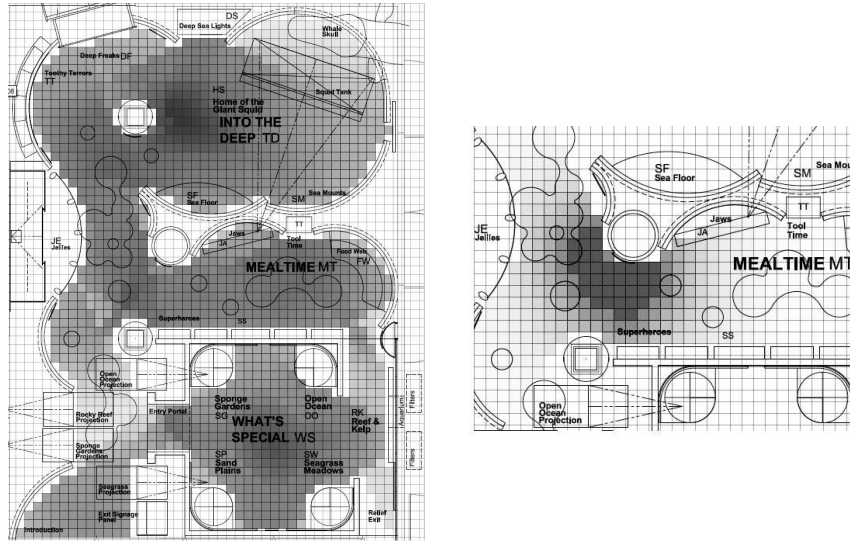 DS
Deep Sea Lights
Whale
Skull
Deep Freaks DF
Toothy Terrors
TT
Squid Tank
HS
Home of the
Giant Squid
INTO THE
DEEP TD
SF
Sea Floor
Sea Mounts
SM
TT
Tool
Time
Jaws
JA
JE
Jellies
Food Web
FW
MEALTIME MT
Superheroes
SS
Open
Ocean
Projection
Rocky Reef
Projection
Entry Portal
Sponge
Gardens
Projection
Seagrass
Projection
Exit Signage
Panel
Introduction
Sponge
Gardens
SG
Open
Ocean
OO
RK
Reef &
Kelp
WHAT'S
SPECIAL WS
SP
Sand
Plains
SW
Seagrass
Meadows
(Aquarium)
Filters
Filters
Relief
Exit
SF
Sea Floor
SM
Sea Mou
TT
Tool
Time
Jaws
JA
JE
Jellies
MEALTIME MT
Superheroes
SS
Open
Ocean
Projection